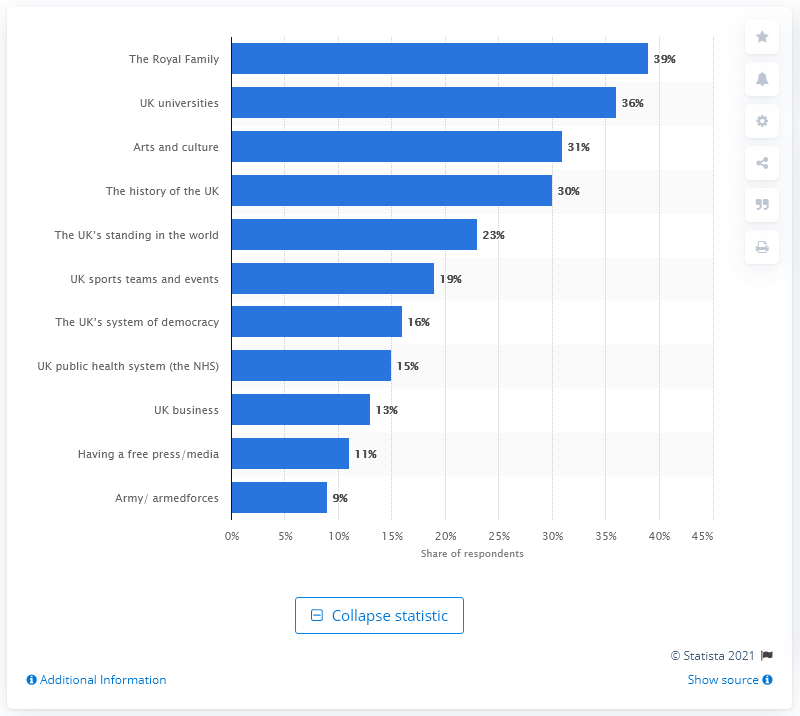 The Royal Family 39%
UK universities 36%
Arts and culture 31%
The history of the UK 30%
The UK's standing in the world 23%
UK sports teams and events 19%
The UK's system of democracy 16%
UK public health system (the NHS) 15%
UK business 13%
Having a free press/media 11%
Army/ armedforces 9%
0% 5% 10% 15% 20% 25% 30% 35% 40% 45%
Share of respondents
Collapse statistic
© Statista 2021
Additional Information Show source